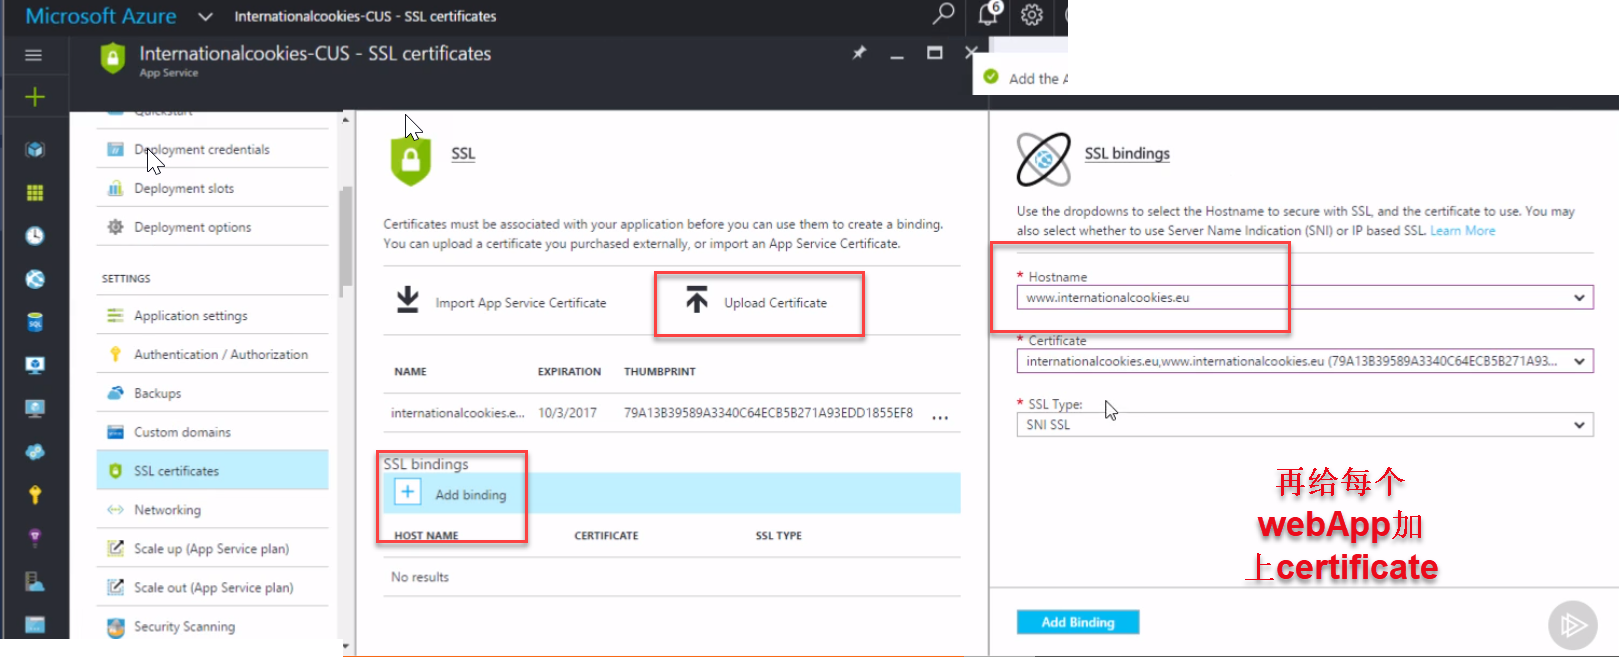 Microsoft Azure
Internationalcookies-CUS - SSL certificates
6
Internationalcookies-CUS - SSL certificates
App Service
Add the A
Quickstart
Deployment credentials
Deployment slots
Deployment options
SETTINGS
Application settings
Authentication / Authorization
Backups
Custom domains
SSL certificates
Networking
Scale up (App Service plan)
Scale out (App Service plan)
Security Scanning
SSL
Certificates must be associated with your application before you can use them to create a binding.
You can upload a certificate you purchased externally, or import an App Service Certificate.
Import App Service Certificate
Upload Certificate
NAME EXPIRATION THUMBPRINT
internationalcookies.e... 10/3/2017 79A13B39589A3340C64ECB5B271A93EDD1855EF8 ...
SSL bindings
Add binding
HOST NAME CERTIFICATE SSL TYPE
No results
SSL bindings
Use the dropdowns to select the Hostname to secure with SSL, and the certificate to use. You may
also select whether to use Server Name Indication (SNI) or IP based SSL. Learn More
* Hostname
www.internationalcookies.eu
* Certificate
internationalcookies.eu,www.internationalcookies.eu (79A13B39589A3340C64ECB5B271A93...
* SSL Type:
SNI SSL
再给每个
webApp加
上certificate
Add Binding